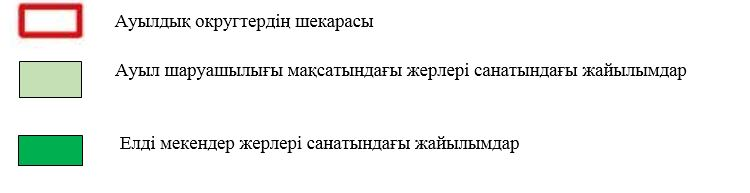 Ауылдық округтердің шекарасы
Ауыл шаруашылығы мақсатындағы жерлері санатындағы жайылымдар
Елді мекендер жерлері санатындағы жайылымдар